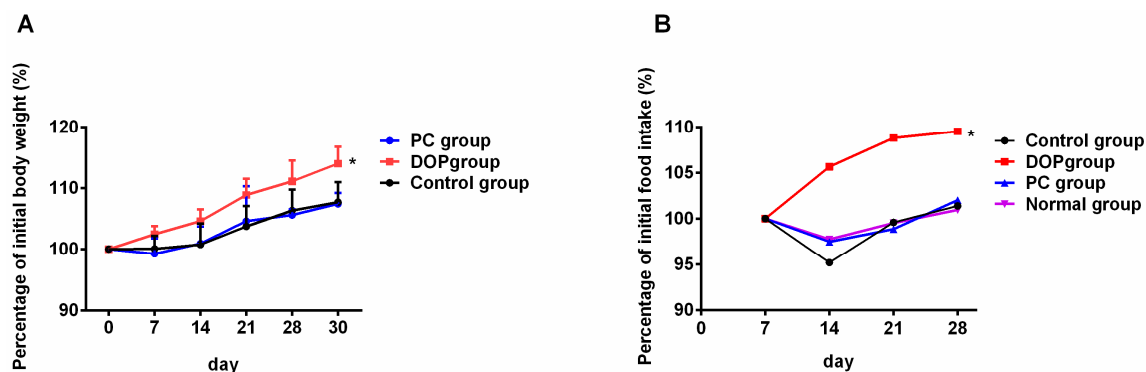 A
Percentage of initial body weight (%)
120
110
100
90
0 7 14 21 28 30
day
PC group
DOPgroup
Control group
*
B
Percentage of initial food intake (%)
110
105
100
95
90
0 7 14 21 28
day
*
Control group
DOPgroup
PC group
Normal group